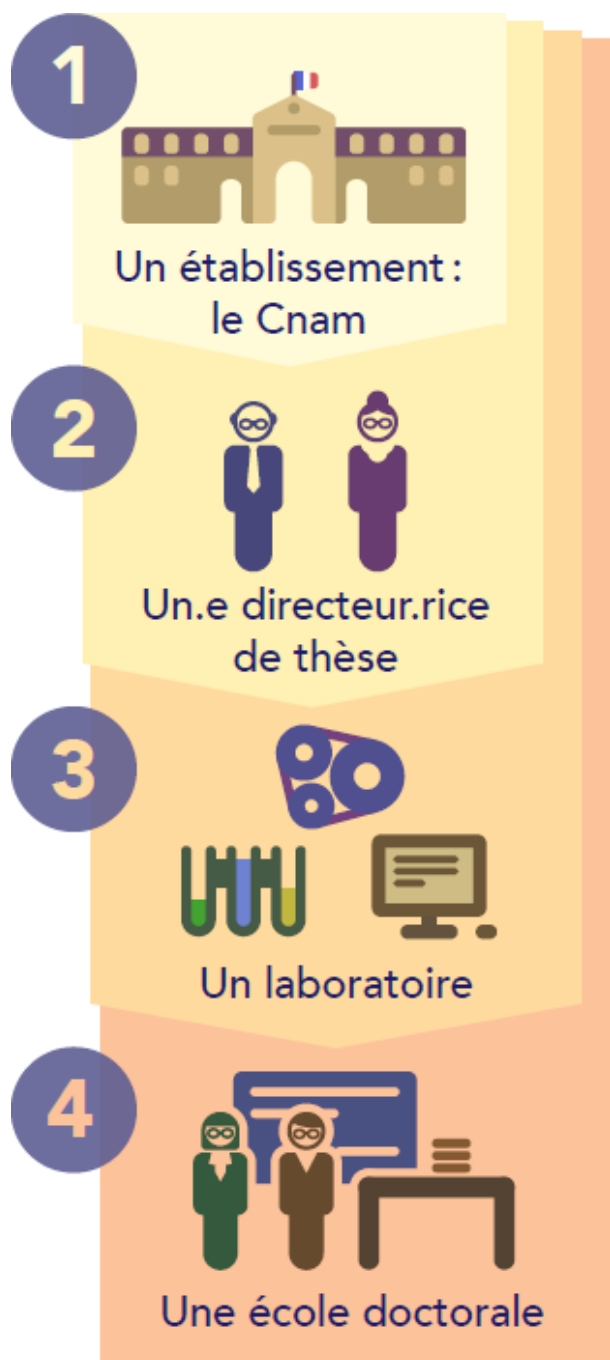 1
Un établissement :
le Cnam
2
Un.e directeur.rice
de thèse
3
Un laboratoire
4
Une école doctorale